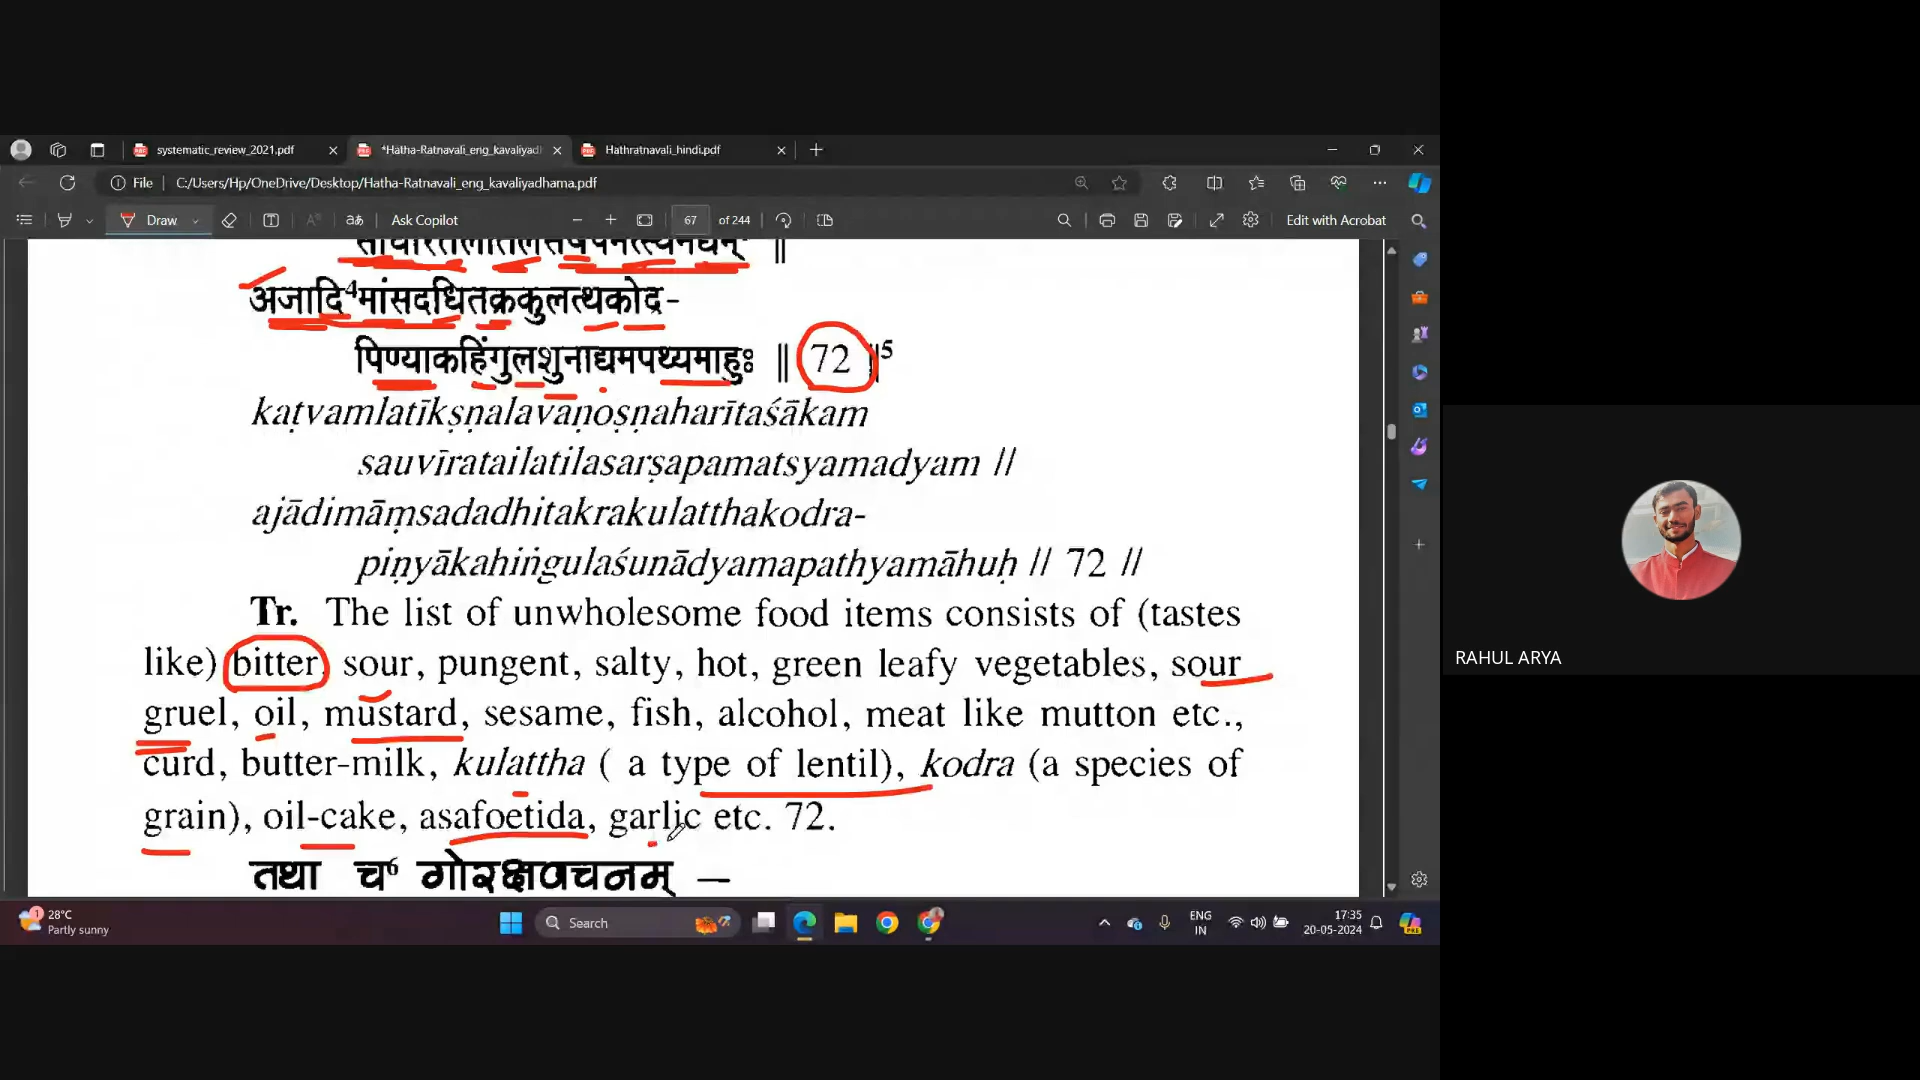 systematic_review_2021.pdf
*Hatha-Ratnavali_eng_kavaliyadh
Hathratnavali_hindi.pdf
File C:/Users/Hp/OneDrive/Desktop/Hatha-Ratnavali_eng_kavaliyadhama.pdf
Draw aあ Ask Copilot 67 of 244 Edit with Acrobat
अजादि⁴मांसदधितक्रकुलत्थकोद्र-
पिण्याकहिंगुलशुनाद्यमपथ्यमाहुः ॥ 72 ॥⁵
kaṭvamlatīkṣṇalavaṇoṣṇaharītaśākam
sauvīratailatilasarṣapamatsyamadyam //
ajādimāṃsadadhitakrakulatthakodra-
piṇyākahiṅgulaśunādyamapathyamāhuḥ // 72 //
Tr. The list of unwholesome food items consists of (tastes
like) bitter, sour, pungent, salty, hot, green leafy vegetables, sour
gruel, oil, mustard, sesame, fish, alcohol, meat like mutton etc.,
curd, butter-milk, kulattha ( a type of lentil), kodra (a species of
grain), oil-cake, asafoetida, garlic etc. 72.
तथा च⁶ गोरक्षवचनम् —
RAHUL ARYA
1
28°C
Partly sunny
Search
ENG
IN
17:35
20-05-2024